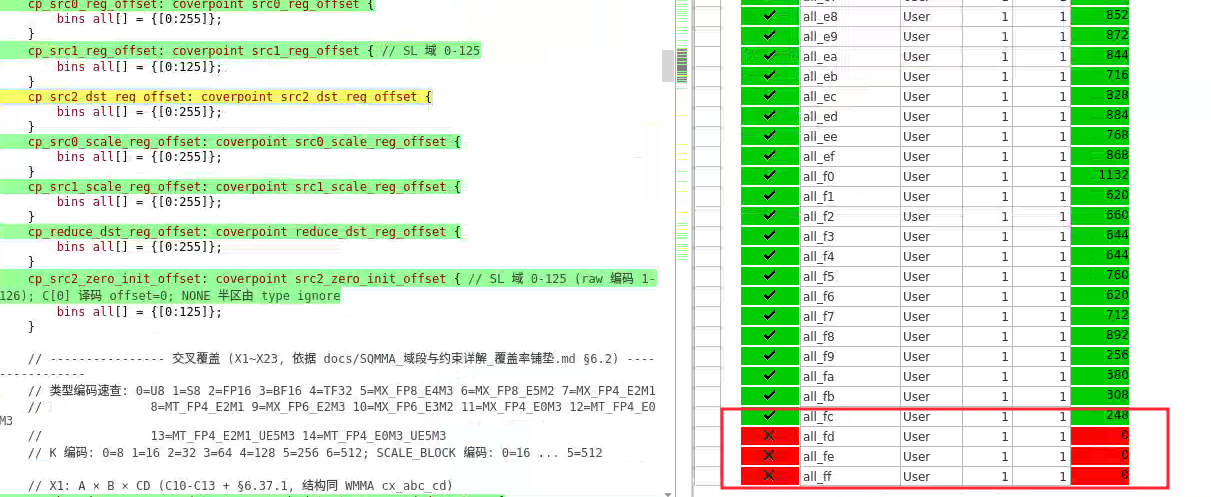 cp_src0_reg_offset: coverpoint src0_reg_offset {
bins all[] = {[0:255]};
}
cp_src1_reg_offset: coverpoint src1_reg_offset { // SL 域 0-125
bins all[] = {[0:125]};
}
cp_src2_dst_reg_offset: coverpoint src2_dst_reg_offset {
bins all[] = {[0:255]};
}
cp_src0_scale_reg_offset: coverpoint src0_scale_reg_offset {
bins all[] = {[0:255]};
}
cp_src1_scale_reg_offset: coverpoint src1_scale_reg_offset {
bins all[] = {[0:255]};
}
cp_reduce_dst_reg_offset: coverpoint reduce_dst_reg_offset {
bins all[] = {[0:255]};
}
cp_src2_zero_init_offset: coverpoint src2_zero_init_offset { // SL 域 0-125 (raw 编码 1-
126); C[0] 译码 offset=0; NONE 半区由 type ignore
bins all[] = {[0:125]};
}
// ---------------- 交叉覆盖 (X1~X23, 依据 docs/SQMMA_域段与约束详解_覆盖率铺垫.md §6.2) ----
---------------
// 类型编码速查: 0=U8 1=S8 2=FP16 3=BF16 4=TF32 5=MX_FP8_E4M3 6=MX_FP8_E5M2 7=MX_FP4_E2M1
// 8=MT_FP4_E2M1 9=MX_FP6_E2M3 10=MX_FP6_E3M2 11=MX_FP4_E0M3 12=MT_FP4_E0
M3
// 13=MT_FP4_E2M1_UE5M3 14=MT_FP4_E0M3_UE5M3
// K 编码: 0=8 1=16 2=32 3=64 4=128 5=256 6=512; SCALE_BLOCK 编码: 0=16 ... 5=512
// X1: A × B × CD (C10-C13 + §6.37.1, 结构同 WMMA cx_abc_cd)
all_e8 User 1 1 852
all_e9 User 1 1 872
all_ea User 1 1 844
all_eb User 1 1 716
all_ec User 1 1 828
all_ed User 1 1 884
all_ee User 1 1 768
all_ef User 1 1 868
all_f0 User 1 1 1132
all_f1 User 1 1 620
all_f2 User 1 1 660
all_f3 User 1 1 644
all_f4 User 1 1 644
all_f5 User 1 1 760
all_f6 User 1 1 620
all_f7 User 1 1 712
all_f8 User 1 1 892
all_f9 User 1 1 256
all_fa User 1 1 380
all_fb User 1 1 308
all_fc User 1 1 248
all_fd User 1 1 0
all_fe User 1 1 0
all_ff User 1 1 0